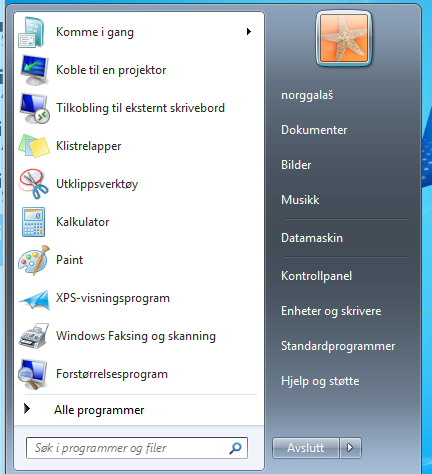 Komme i gang
Koble til en projektor
Tilkobling til eksternt skrivebord
Klistrelapper
Utklippsverktøy
Kalkulator
Paint
XPS-visningsprogram
Windows Faksing og skanning
Forstørrelsesprogram
Alle programmer
Søk i programmer og filer
norggalaš
Dokumenter
Bilder
Musikk
Datamaskin
Kontrollpanel
Enheter og skrivere
Standardprogrammer
Hjelp og støtte
Avslutt